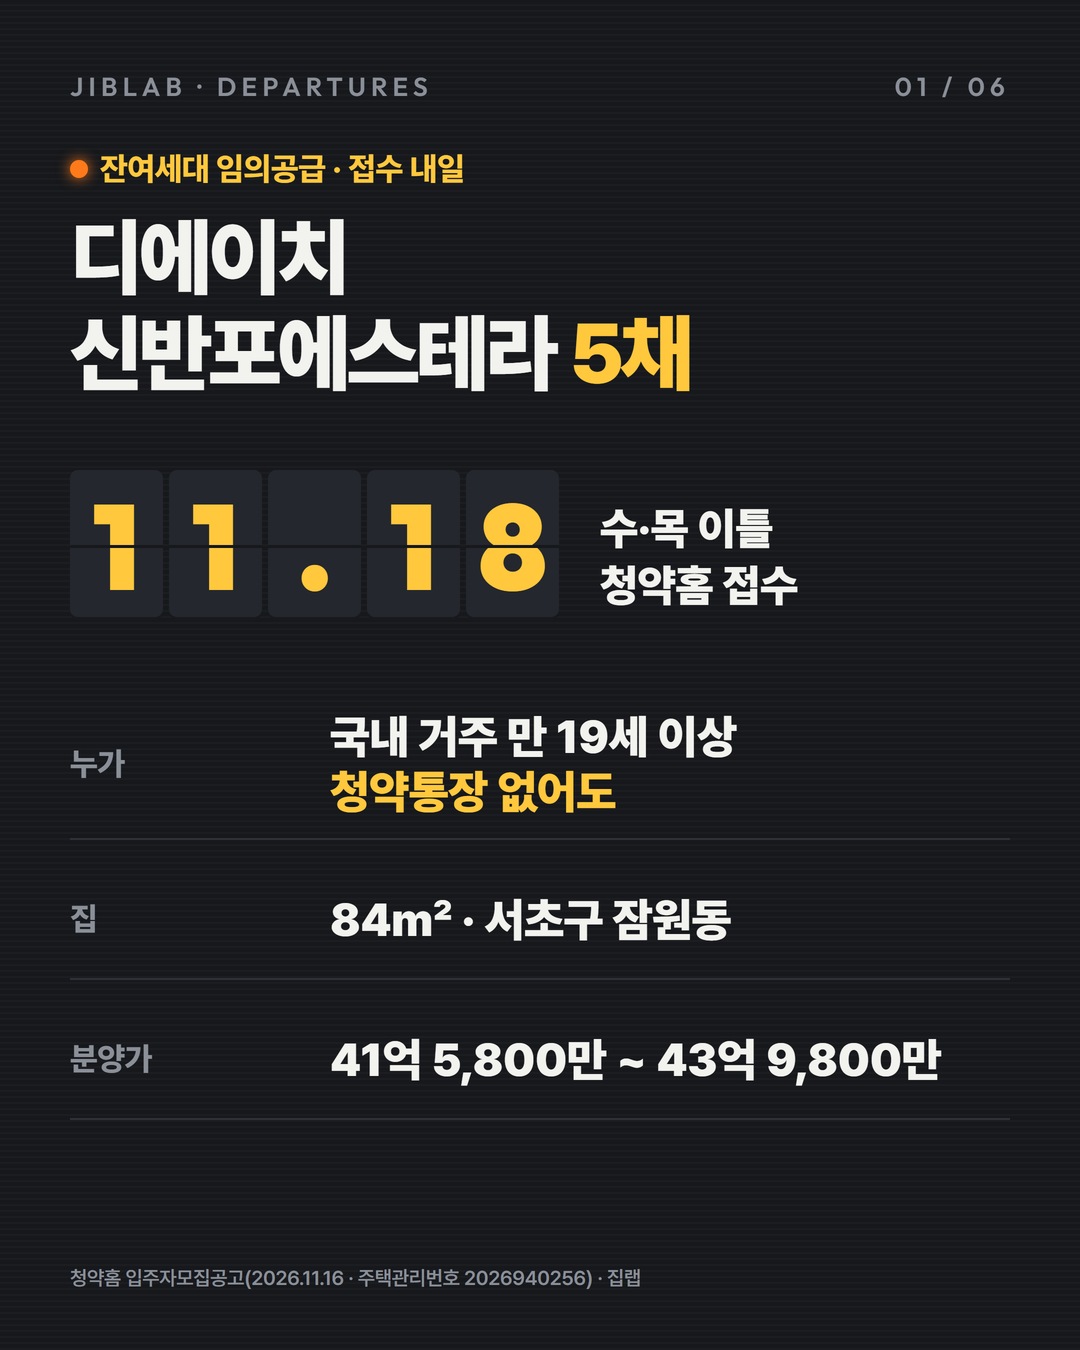 JIBLAB · DEPARTURES
01 / 06
잔여세대 임의공급 · 접수 내일
디에이치
신반포에스테라 5채
11.18
수·목 이틀
청약홈 접수
누가
국내 거주 만 19세 이상
청약통장 없어도
집
84m² · 서초구 잠원동
분양가
41억 5,800만 ~ 43억 9,800만
청약홈 입주자모집공고(2026.11.16 · 주택관리번호 2026940256) · 집랩